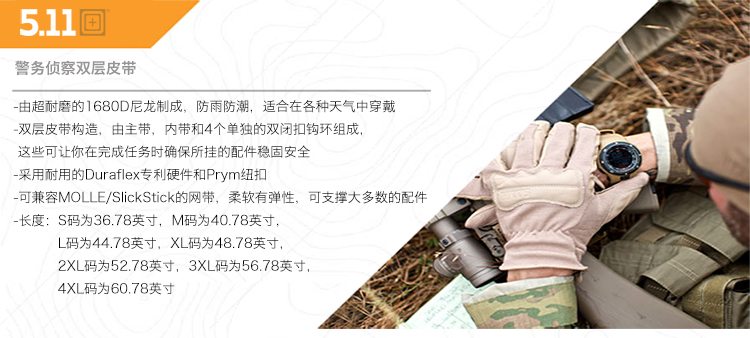 5.11
警务侦察双层皮带
-由超耐磨的1680D尼龙制成，防雨防潮，适合在各种天气中穿戴
-双层皮带构造，由主带，内带和4个单独的双闭扣钩环组成，
这些可让你在完成任务时确保所挂的配件稳固安全
-采用耐用的Duraflex专利硬件和Prym纽扣
-可兼容MOLLE/SlickStick的网带，柔软有弹性，可支撑大多数的配件
-长度：S码为36.78英寸，M码为40.78英寸，
L码为44.78英寸，XL码为48.78英寸，
2XL码为52.78英寸，3XL码为56.78英寸，
4XL码为60.78英寸